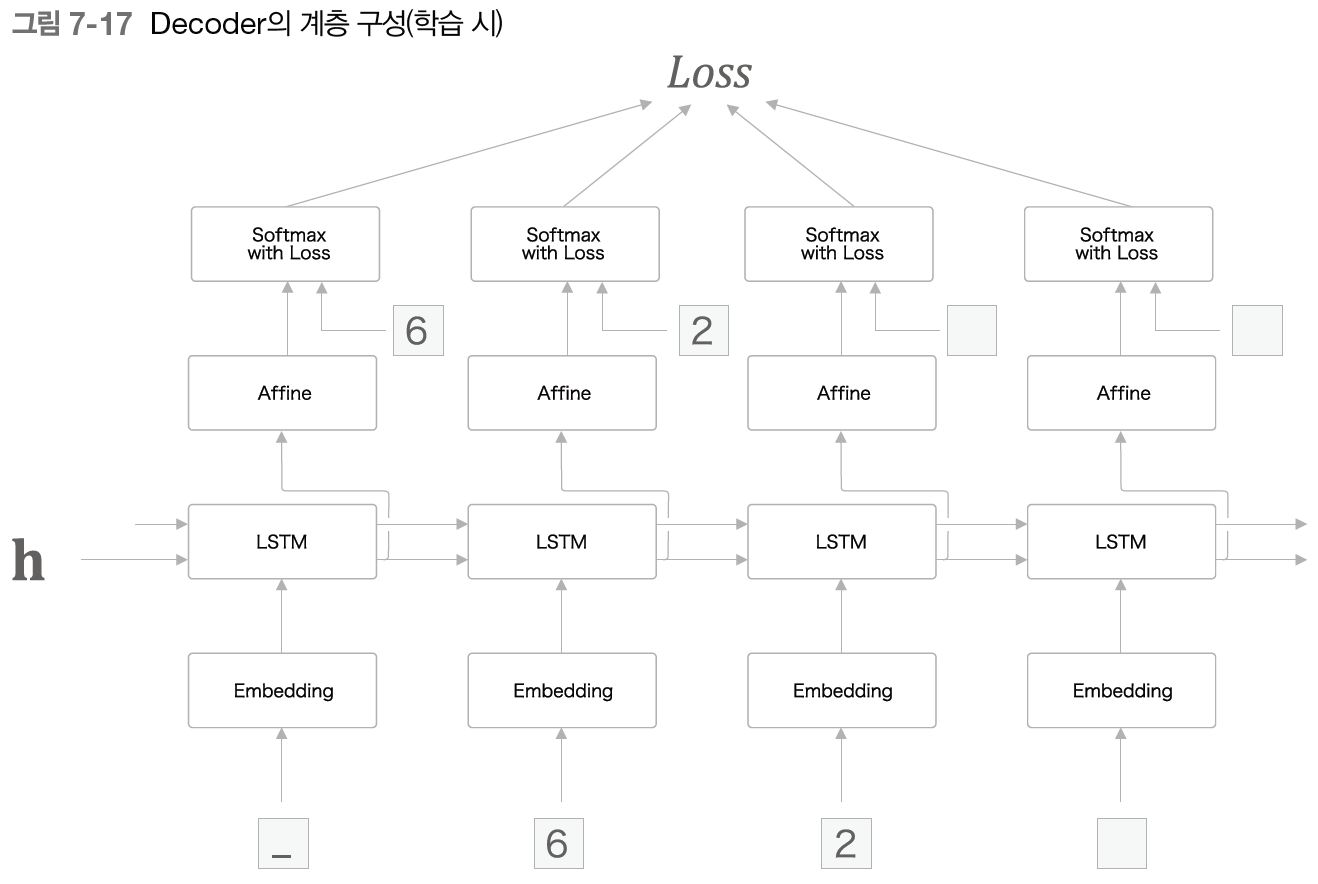 그림 7-17 Decoder의 계층 구성(학습 시)
Loss
Softmax
with Loss
Softmax
with Loss
Softmax
with Loss
Softmax
with Loss
6
2
Affine
Affine
Affine
Affine
h
LSTM
LSTM
LSTM
LSTM
Embedding
Embedding
Embedding
Embedding
_
6
2